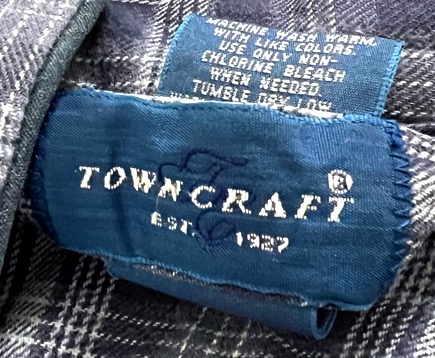 MACHINE WASH WARM,
WITH LIKE COLORS.
USE ONLY NON-
CHLORINE BLEACH
WHEN NEEDED.
TUMBLE DRY LOW
TOWNCRAFT®
EST. 1927